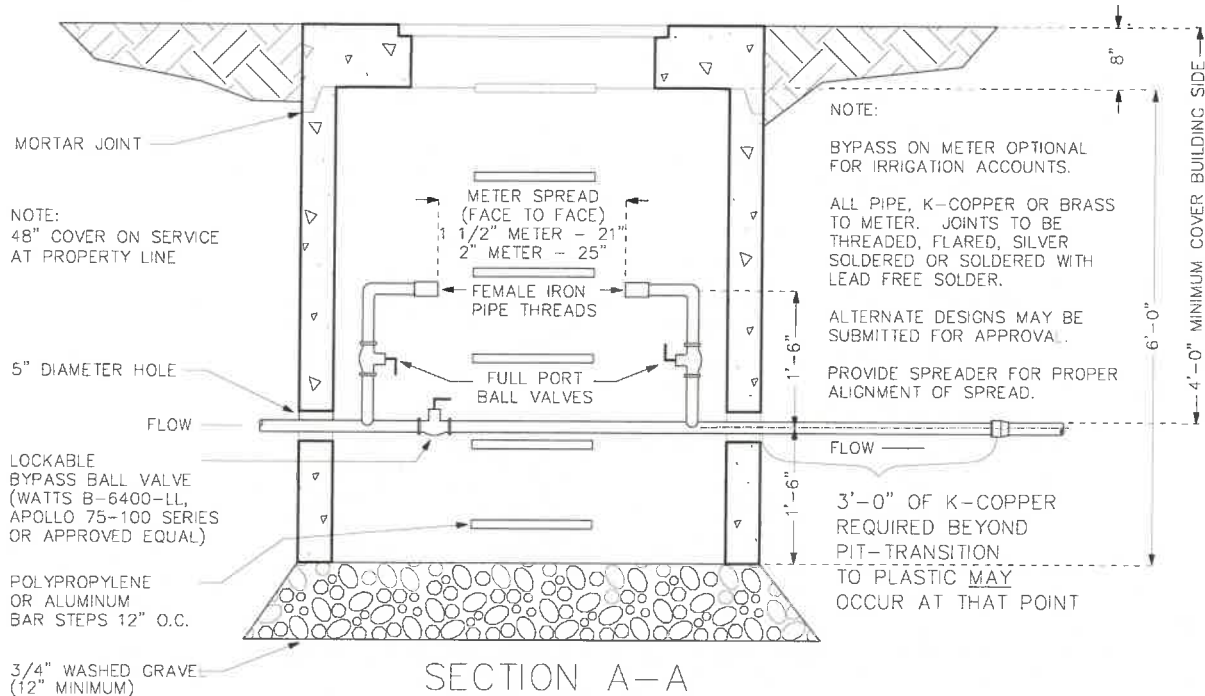 MORTAR JOINT
NOTE:
48" COVER ON SERVICE
AT PROPERTY LINE
5" DIAMETER HOLE
FLOW
LOCKABLE
BYPASS BALL VALVE
(WATTS B-6400-LL,
APOLLO 75-100 SERIES
OR APPROVED EQUAL)
POLYPROPYLENE
OR ALUMINUM
BAR STEPS 12" O.C.
3/4" WASHED GRAVEL
(12" MINIMUM)
METER SPREAD
(FACE TO FACE)
1 1/2" METER - 21"
2" METER - 25"
FEMALE IRON
PIPE THREADS
FULL PORT
BALL VALVES
1'-6"
1'-6"
8"
NOTE:
BYPASS ON METER OPTIONAL
FOR IRRIGATION ACCOUNTS.
ALL PIPE, K-COPPER OR BRASS
TO METER. JOINTS TO BE
THREADED, FLARED, SILVER
SOLDERED OR SOLDERED WITH
LEAD FREE SOLDER.
ALTERNATE DESIGNS MAY BE
SUBMITTED FOR APPROVAL.
PROVIDE SPREADER FOR PROPER
ALIGNMENT OF SPREAD.
FLOW
3'-0" OF K-COPPER
REQUIRED BEYOND
PIT-TRANSITION
TO PLASTIC MAY
OCCUR AT THAT POINT
6'-0"
4'-0" MINIMUM COVER BUILDING SIDE
SECTION A-A